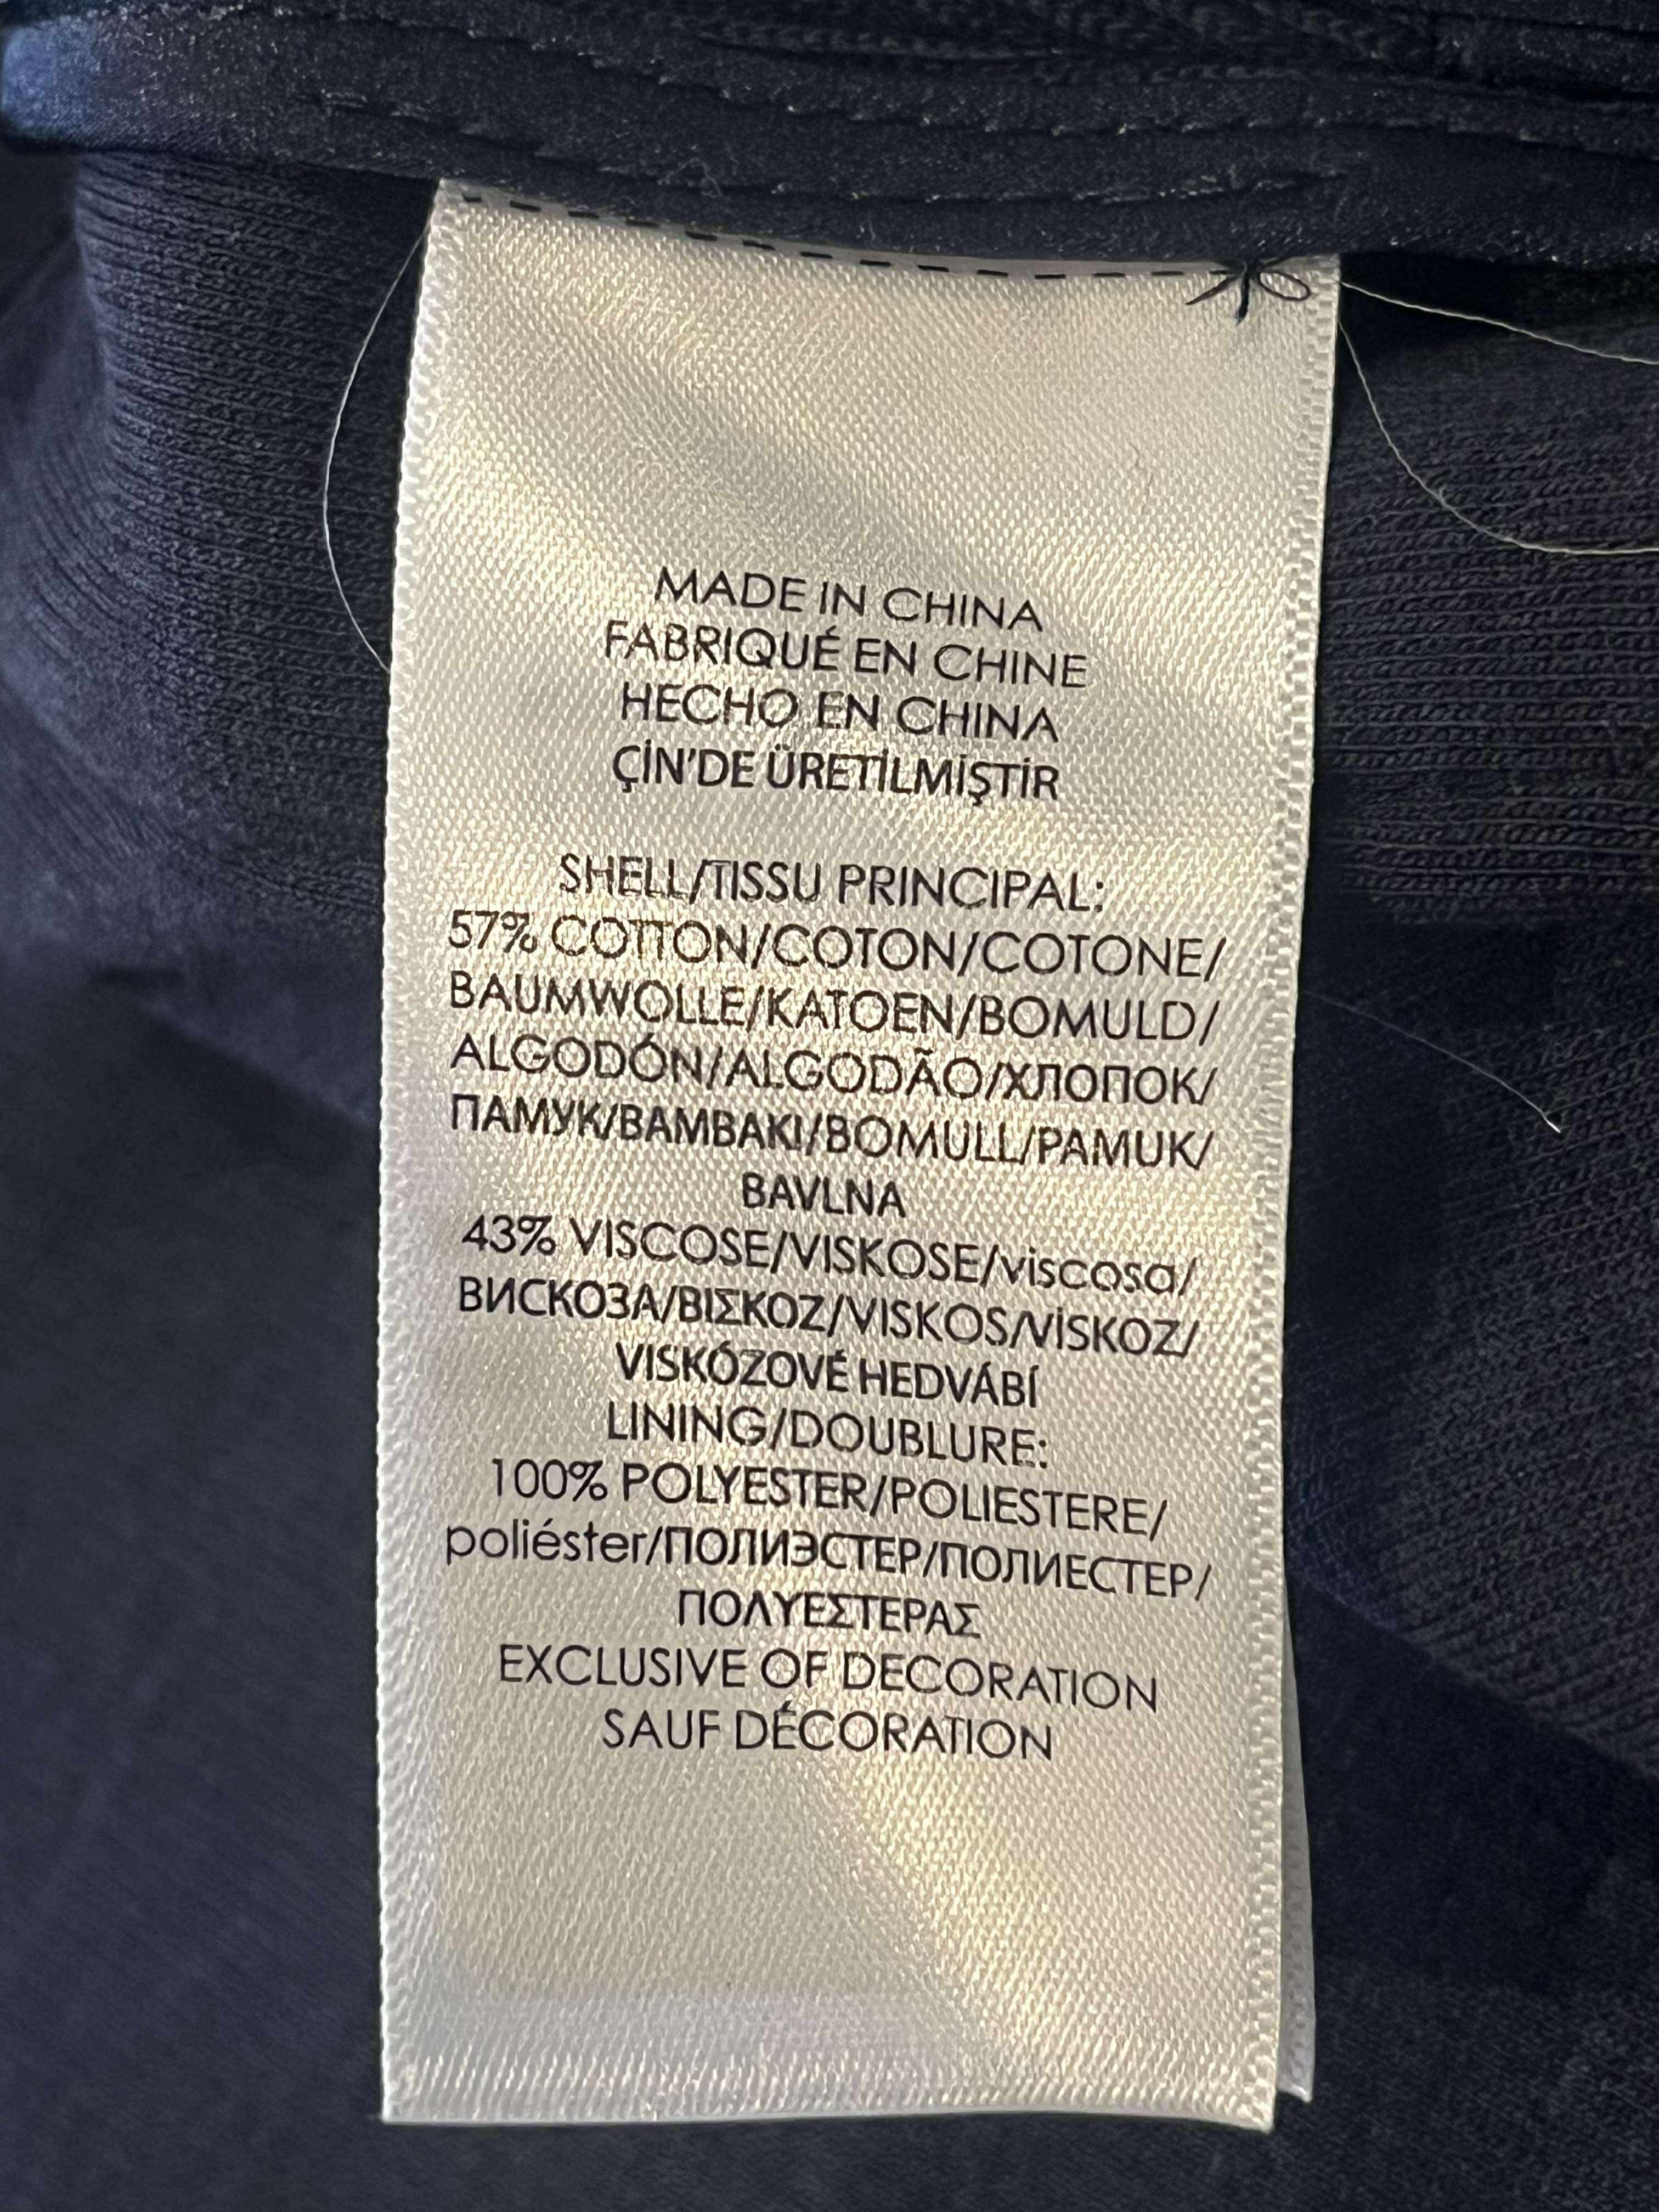 MADE IN CHINA
FABRIQUÉ EN CHINE
HECHO EN CHINA
ÇİN'DE ÜRETİLMİŞTİR
SHELL/TISSU PRINCIPAL:
57% COTTON/COTON/COTONE/
BAUMWOLLE/KATOEN/BOMULD/
ALGODÓN/ALGODÃO/ХЛОПОК/
ПАМУК/ΒΑΜΒΑΚΙ/BOMULL/PAMUK/
BAVLNA
43% VISCOSE/VISKOSE/viscosa/
ВИСКОЗА/ΒΙΣΚΟΖ/VISKOS/VİSKOZ/
VISKÓZOVÉ HEDVÁBÍ
LINING/DOUBLURE:
100% POLYESTER/POLIESTERE/
poliéster/ПОЛИЭСТЕР/ПОЛИЕСТЕР/
ΠΟΛΥΕΣΤΕΡΑΣ
EXCLUSIVE OF DECORATION
SAUF DÉCORATION